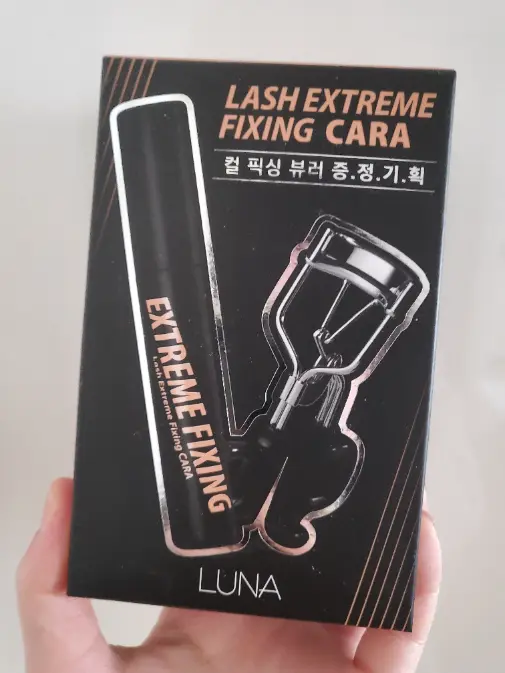 LASH EXTREME
FIXING CARA
컬 픽싱 뷰러 증.정.기.획
EXTREME FIXING
Lash Extreme Fixing CARA
LUNA